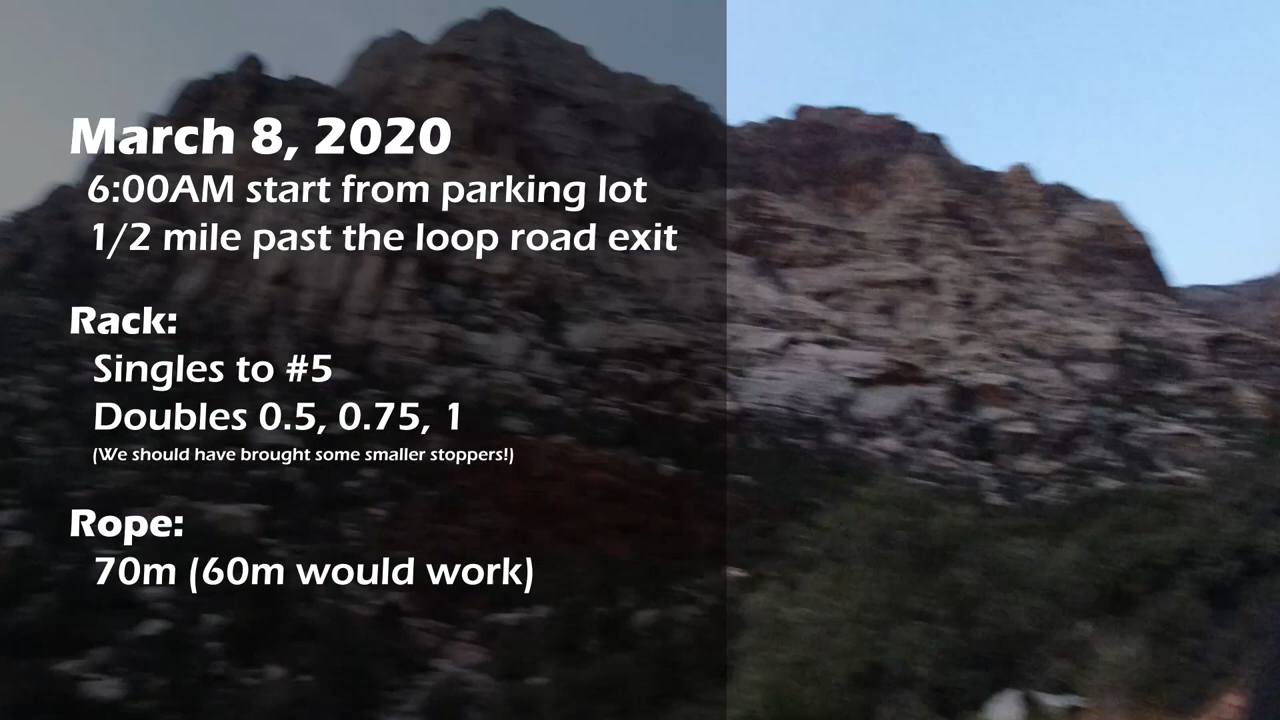 March 8, 2020
6:00AM start from parking lot
1/2 mile past the loop road exit
Rack:
Singles to #5
Doubles 0.5, 0.75, 1
(We should have brought some smaller stoppers!)
Rope:
70m (60m would work)